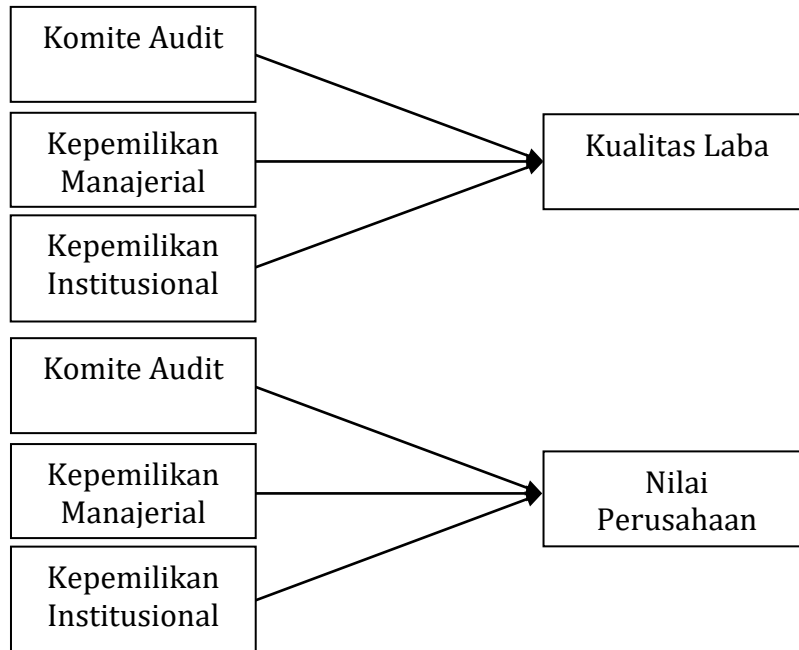 Komite Audit
Kepemilikan
Manajerial
Kepemilikan
Institusional
Kualitas Laba
Komite Audit
Kepemilikan
Manajerial
Kepemilikan
Institusional
Nilai
Perusahaan